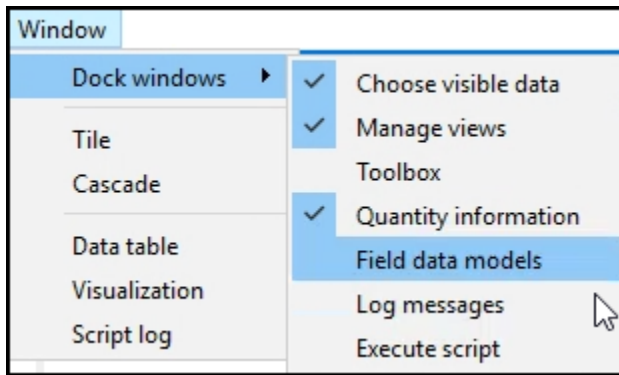 Window
Dock windows
Tile
Cascade
Data table
Visualization
Script log
Choose visible data
Manage views
Toolbox
Quantity information
Field data models
Log messages
Execute script